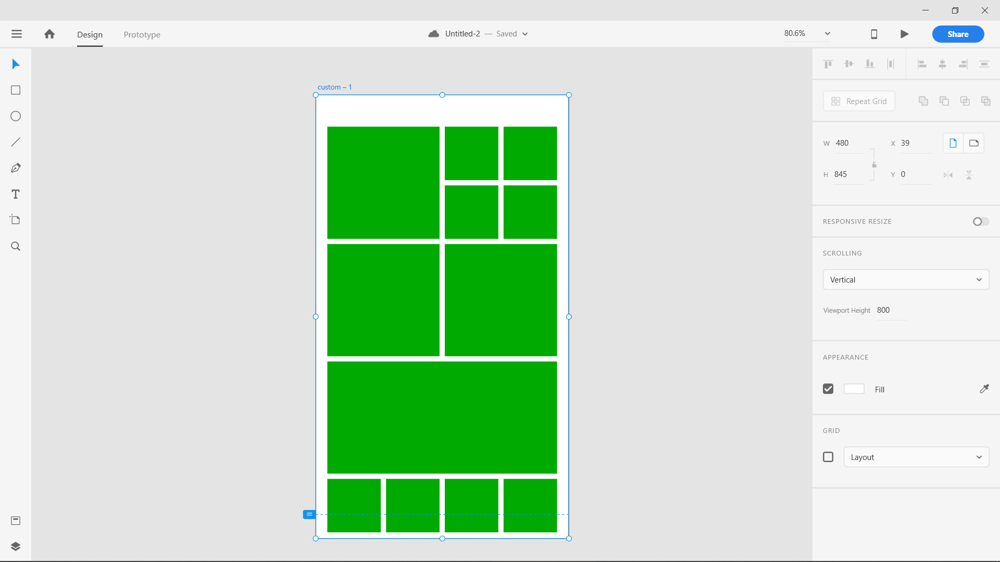 Design
Prototype
Untitled-2 — Saved
80.6%
Share
custom – 1
Repeat Grid
W 480
X 39
H 845
Y 0
RESPONSIVE RESIZE
SCROLLING
Vertical
Viewport Height 800
APPEARANCE
Fill
GRID
Layout